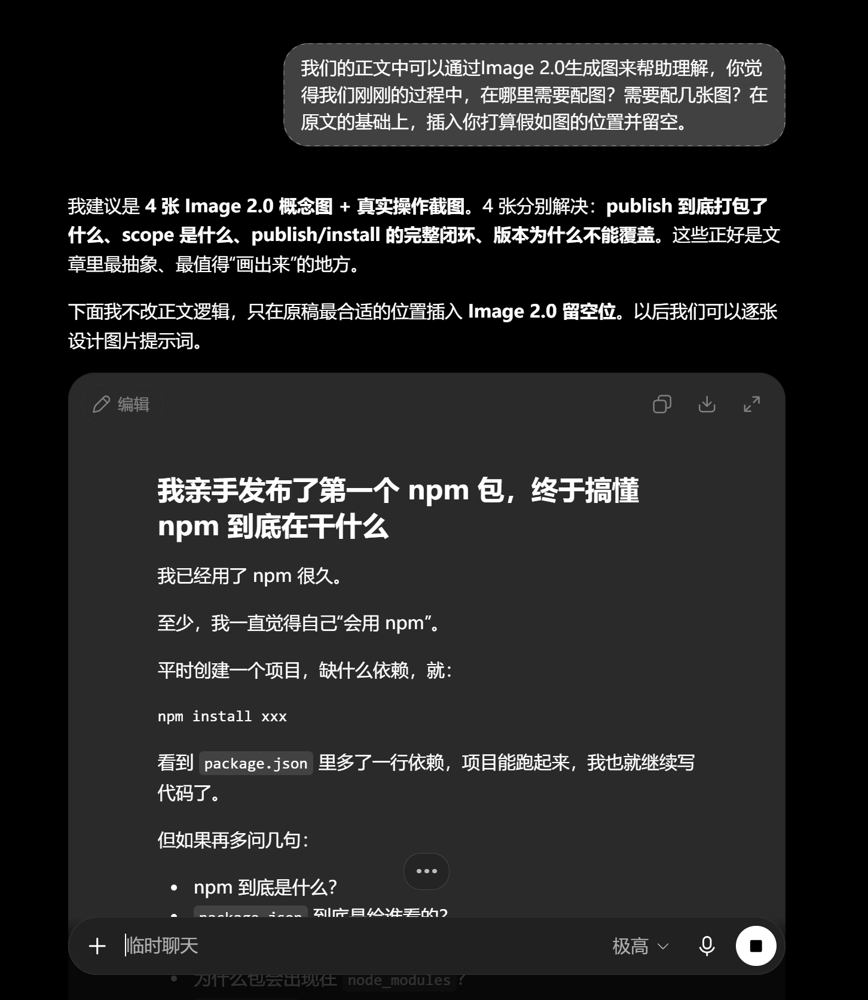 我们的正文中可以通过Image 2.0生成图来帮助理解，你觉
得我们刚刚的过程中，在哪里需要配图？需要配几张图？在
原文的基础上，插入你打算假如图的位置并留空。
我建议是 4 张 Image 2.0 概念图 + 真实操作截图。4 张分别解决：publish 到底打包了
什么、scope 是什么、publish/install 的完整闭环、版本为什么不能覆盖。这些正好是文
章里最抽象、最值得“画出来”的地方。
下面我不改正文逻辑，只在原稿最合适的位置插入 Image 2.0 留空位。以后我们可以逐张
设计图片提示词。
编辑
我亲手发布了第一个 npm 包，终于搞懂
npm 到底在干什么
我已经用了 npm 很久。
至少，我一直觉得自己“会用 npm”。
平时创建一个项目，缺什么依赖，就：
npm install xxx
看到 package.json 里多了一行依赖，项目能跑起来，我也就继续写
代码了。
但如果再多问几句：
• npm 到底是什么？
• package.json 到底是给谁看的？
临时聊天
极高
• 为什么包会出现在 node_modules ？